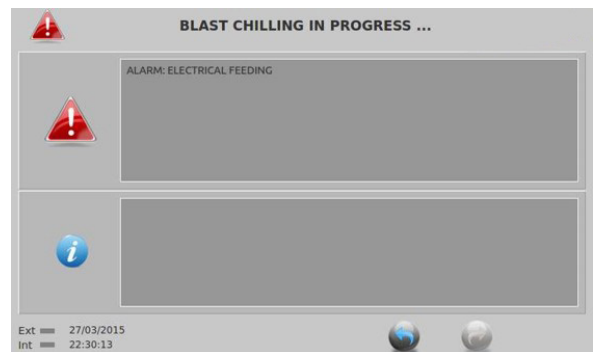 BLAST CHILLING IN PROGRESS ...
ALARM: ELECTRICAL FEEDING
Ext 27/03/2015
Int 22:30:13